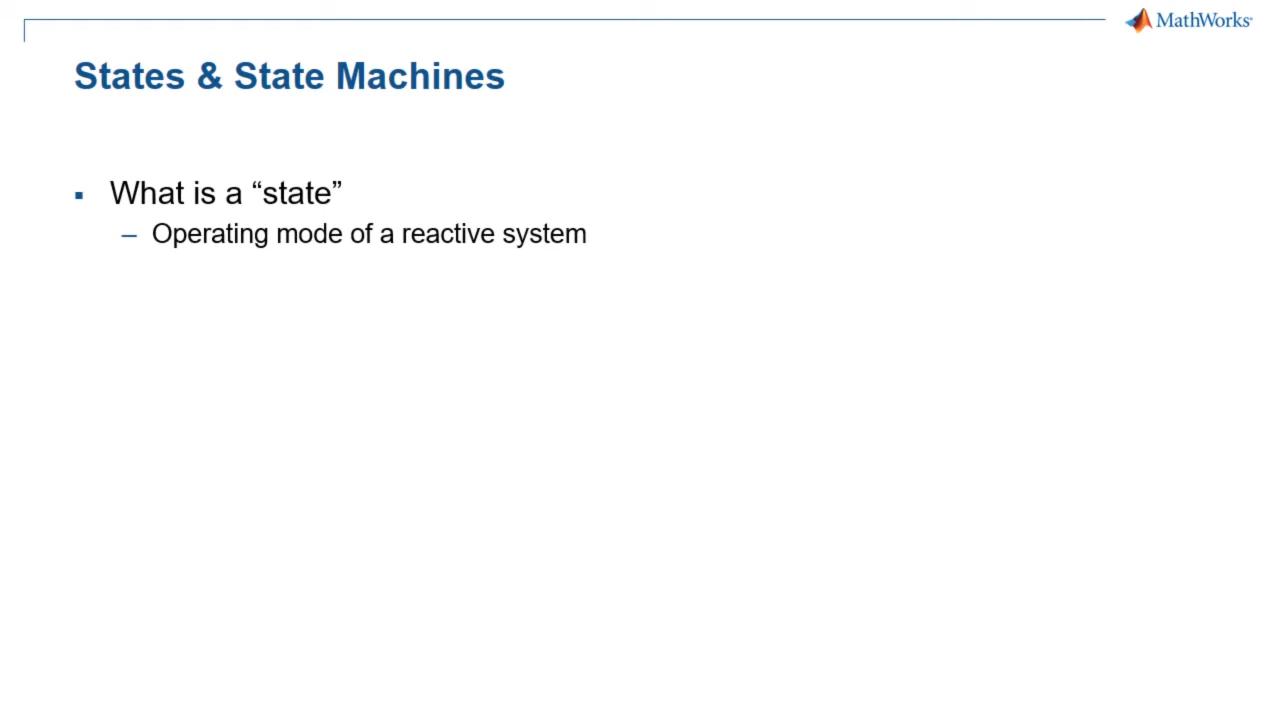 MathWorks
States & State Machines
What is a “state”
Operating mode of a reactive system